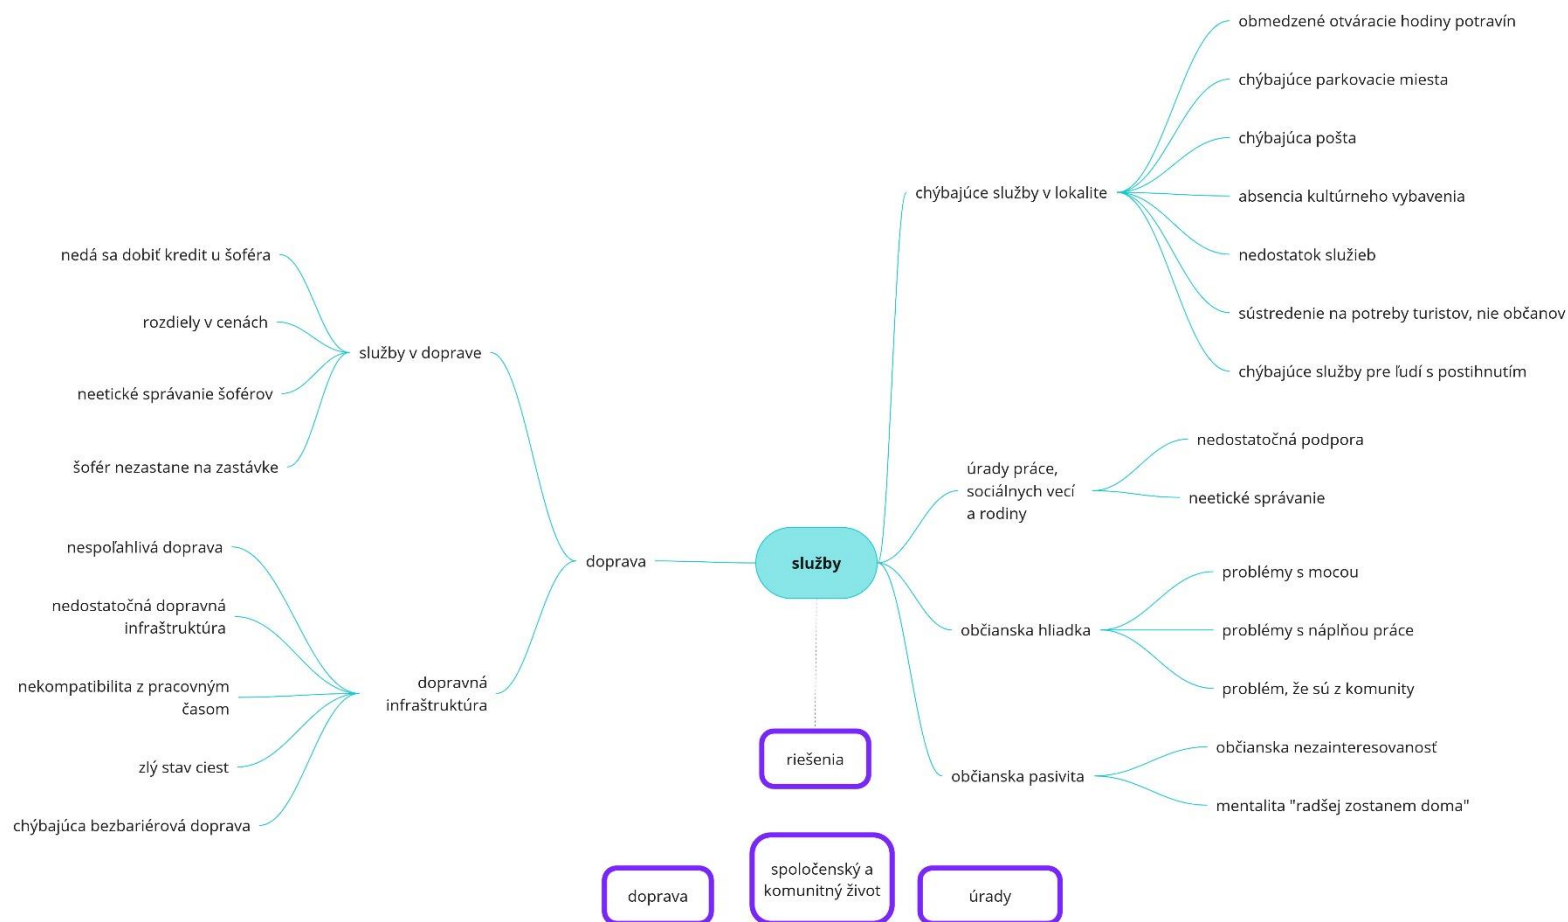 obmedzené otváracie hodiny potravín
chýbajúce parkovacie miesta
chýbajúca pošta
chýbajúce služby v lokalite
absencia kultúrneho vybavenia
nedostatok služieb
sústredenie na potreby turistov, nie občanov
chýbajúce služby pre ľudí s postihnutím
nedá sa dobiť kredit u šoféra
rozdiely v cenách
služby v doprave
neetické správanie šoférov
šofér nezastane na zastávke
úrady práce,
sociálnych vecí
a rodiny
nedostatočná podpora
neetické správanie
nespoľahlivá doprava
nedostatočná dopravná
infraštruktúra
nekompatibilita z pracovným
časom
zlý stav ciest
chýbajúca bezbariérová doprava
dopravná
infraštruktúra
doprava
služby
občianska hliadka
problémy s mocou
problémy s náplňou práce
problém, že sú z komunity
občianska pasivita
občianska nezainteresovanosť
mentalita "radšej zostanem doma"
riešenia
doprava
spoločenský a
komunitný život
úrady